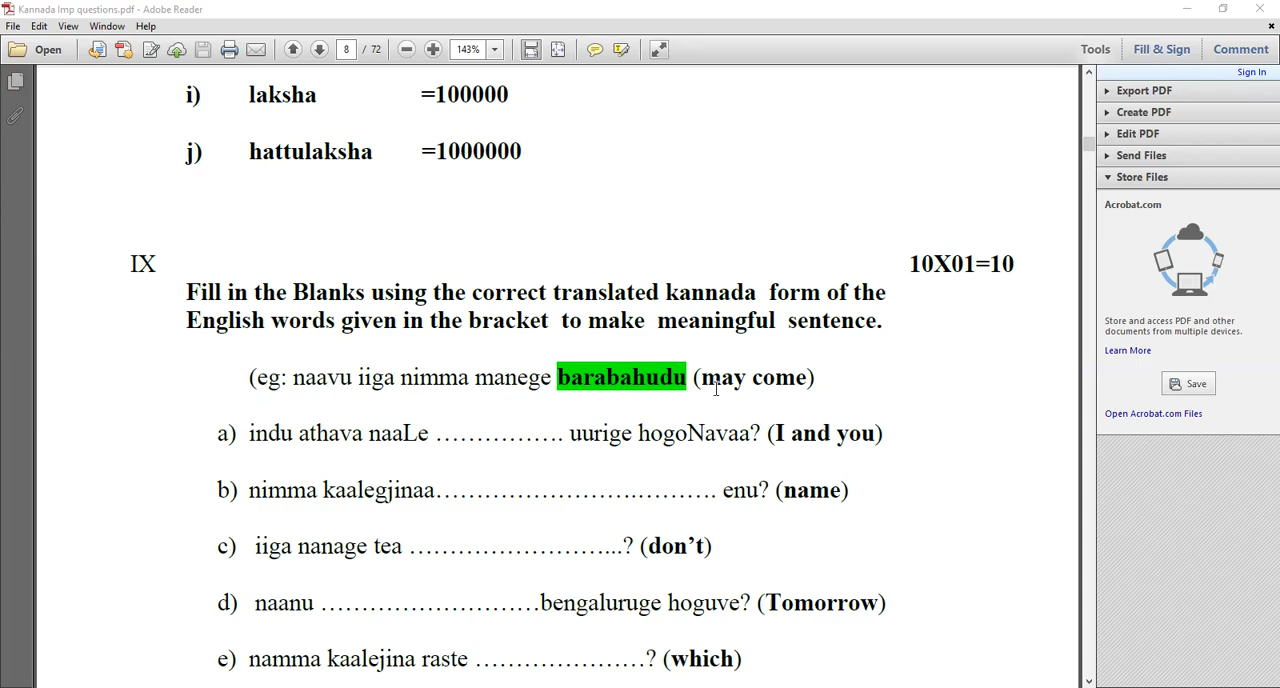 Kannada Imp questions.pdf - Adobe Reader
File Edit View Window Help
Open 8 / 72 143% Tools Fill & Sign Comment
Sign In
Export PDF
Create PDF
Edit PDF
Send Files
Store Files
Acrobat.com
Store and access PDF and other
documents from multiple devices.
Learn More
Save
Open Acrobat.com Files
i) laksha =100000
j) hattulaksha =1000000
IX 10X01=10
Fill in the Blanks using the correct translated kannada form of the
English words given in the bracket to make meaningful sentence.
(eg: naavu iiga nimma manege barabahudu (may come)
a) indu athava naaLe ................ uurige hogoNavaa? (I and you)
b) nimma kaalegjinaa.................................. enu? (name)
c) iiga nanage tea ..........................? (don’t)
d) naanu ...........................bengaluruge hoguve? (Tomorrow)
e) namma kaalejina raste .....................? (which)